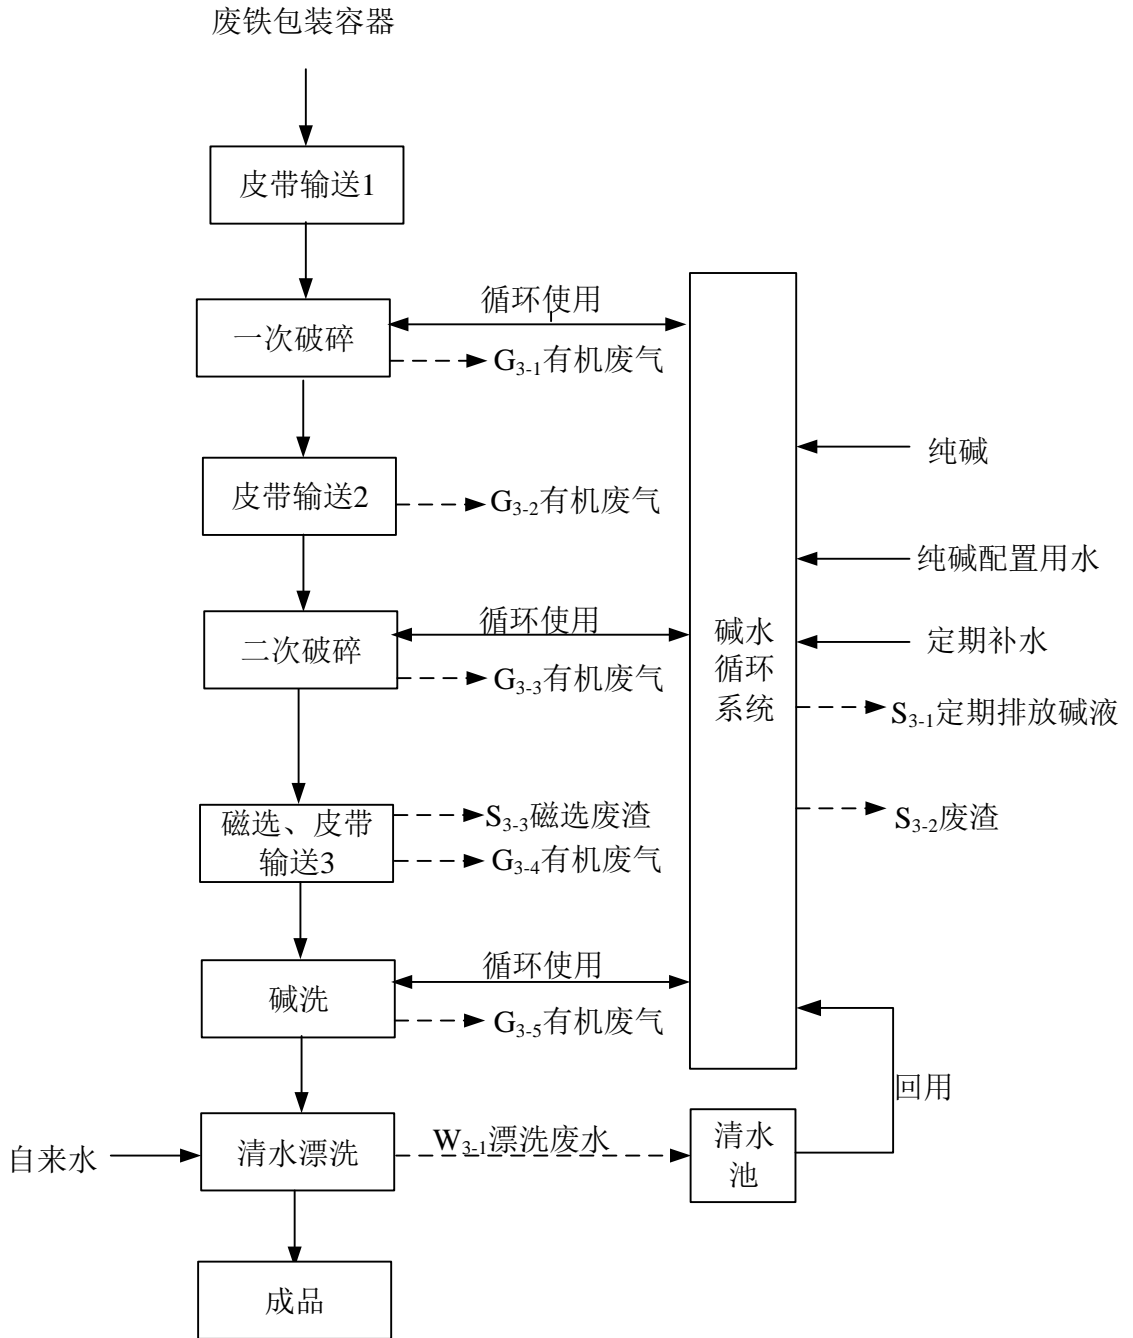 废铁包装容器
皮带输送1
循环使用
一次破碎
G3-1有机废气
纯碱
皮带输送2
G3-2有机废气
纯碱配置用水
循环使用
二次破碎
G3-3有机废气
碱水
循环
系统
定期补水
S3-1定期排放碱液
磁选、皮带
输送3
S3-3磁选废渣
G3-4有机废气
S3-2废渣
循环使用
碱洗
G3-5有机废气
回用
自来水
清水漂洗
W3-1漂洗废水
清水
池
成品